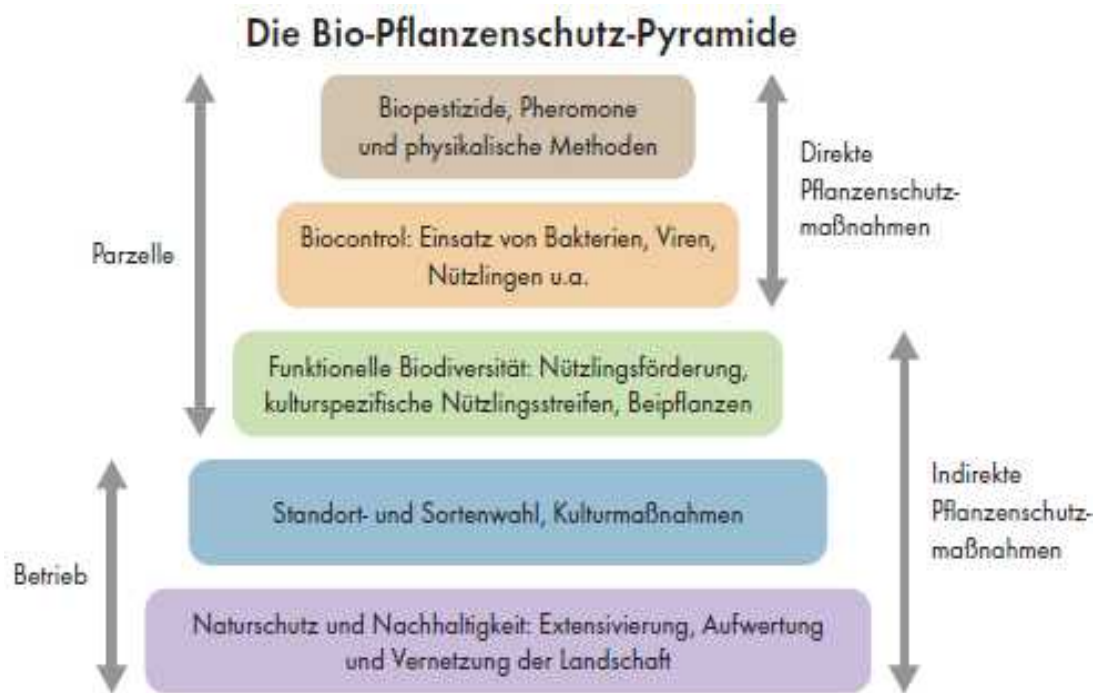 Die Bio-Pflanzenschutz-Pyramide
Biopestizide, Pheromone
und physikalische Methoden
Direkte
Pflanzenschutz-
maßnahmen
Parzelle
Biocontrol: Einsatz von Bakterien, Viren,
Nützlingen u.a.
Funktionelle Biodiversität: Nützlingsförderung,
kulturspezifische Nützlingsstreifen, Beipflanzen
Standort- und Sortenwahl, Kulturmaßnahmen
Indirekte
Pflanzenschutz-
maßnahmen
Betrieb
Naturschutz und Nachhaltigkeit: Extensivierung, Aufwertung
und Vernetzung der Landschaft